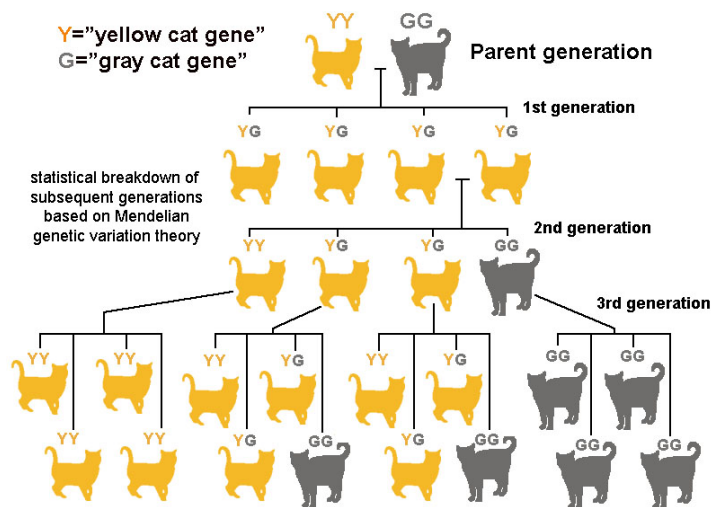 YY GG
Y="yellow cat gene"
G="gray cat gene"
Parent generation
1st generation
YG YG YG YG
statistical breakdown of
subsequent generations
based on Mendelian
genetic variation theory
2nd generation
YY YG YG GG
3rd generation
YY YY YY YG YY YG GG GG
YY YY YG GG YG GG GG GG